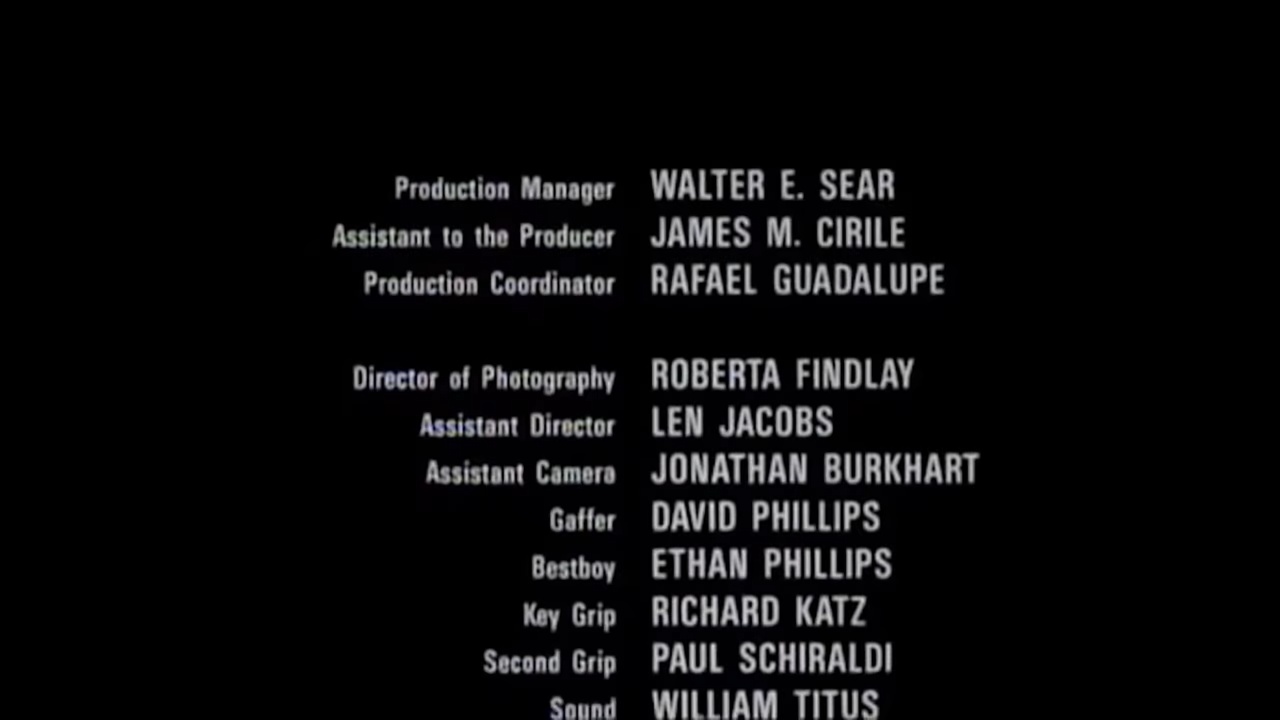 Production Manager WALTER E. SEAR
Assistant to the Producer JAMES M. CIRILE
Production Coordinator RAFAEL GUADALUPE
Director of Photography ROBERTA FINDLAY
Assistant Director LEN JACOBS
Assistant Camera JONATHAN BURKHART
Gaffer DAVID PHILLIPS
Bestboy ETHAN PHILLIPS
Key Grip RICHARD KATZ
Second Grip PAUL SCHIRALDI
Sound WILLIAM TITUS